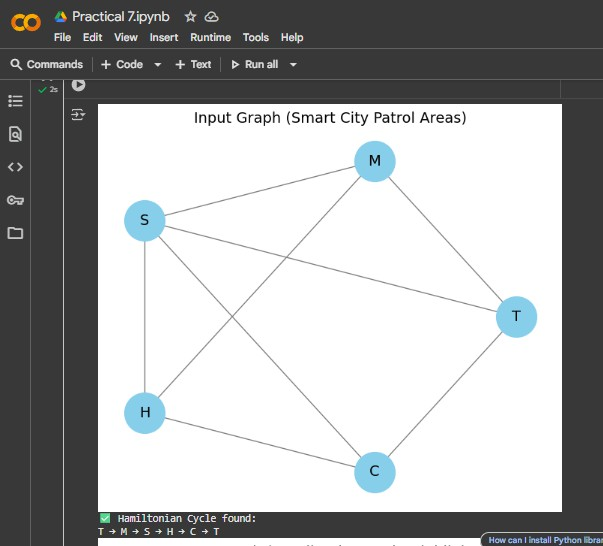 Practical 7.ipynb
File Edit View Insert Runtime Tools Help
Commands + Code + Text Run all
2s
Input Graph (Smart City Patrol Areas)
M
S
T
H
C
✅ Hamiltonian Cycle found:
T → M → S → H → C → T
How can I install Python librar